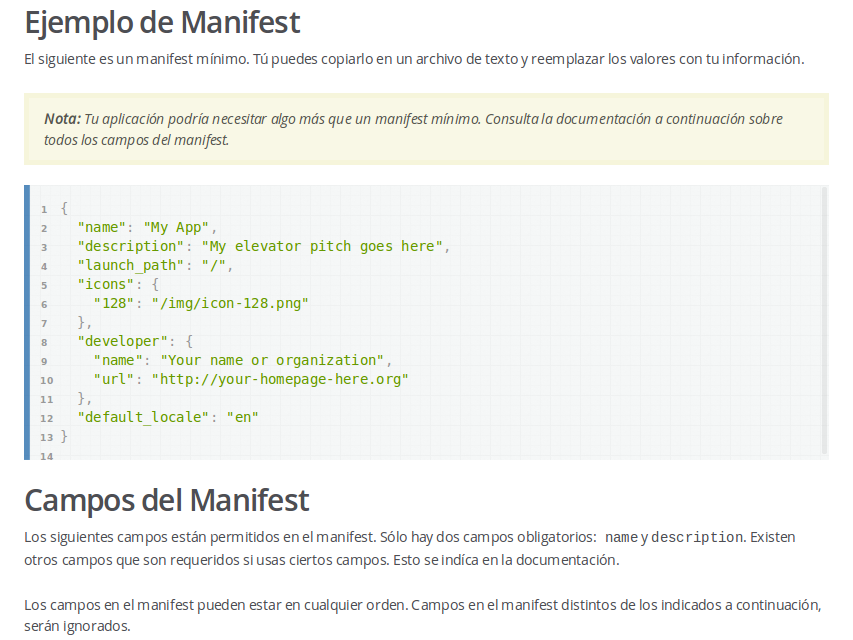 Ejemplo de Manifest
El siguiente es un manifest mínimo. Tú puedes copiarlo en un archivo de texto y reemplazar los valores con tu información.
Nota: Tu aplicación podría necesitar algo más que un manifest mínimo. Consulta la documentación a continuación sobre
todos los campos del manifest.
1 {
2 "name": "My App",
3 "description": "My elevator pitch goes here",
4 "launch_path": "/",
5 "icons": {
6 "128": "/img/icon-128.png"
7 },
8 "developer": {
9 "name": "Your name or organization",
10 "url": "http://your-homepage-here.org"
11 },
12 "default_locale": "en"
13 }
14
Campos del Manifest
Los siguientes campos están permitidos en el manifest. Sólo hay dos campos obligatorios: name y description. Existen
otros campos que son requeridos si usas ciertos campos. Esto se indíca en la documentación.
Los campos en el manifest pueden estar en cualquier orden. Campos en el manifest distintos de los indicados a continuación,
serán ignorados.